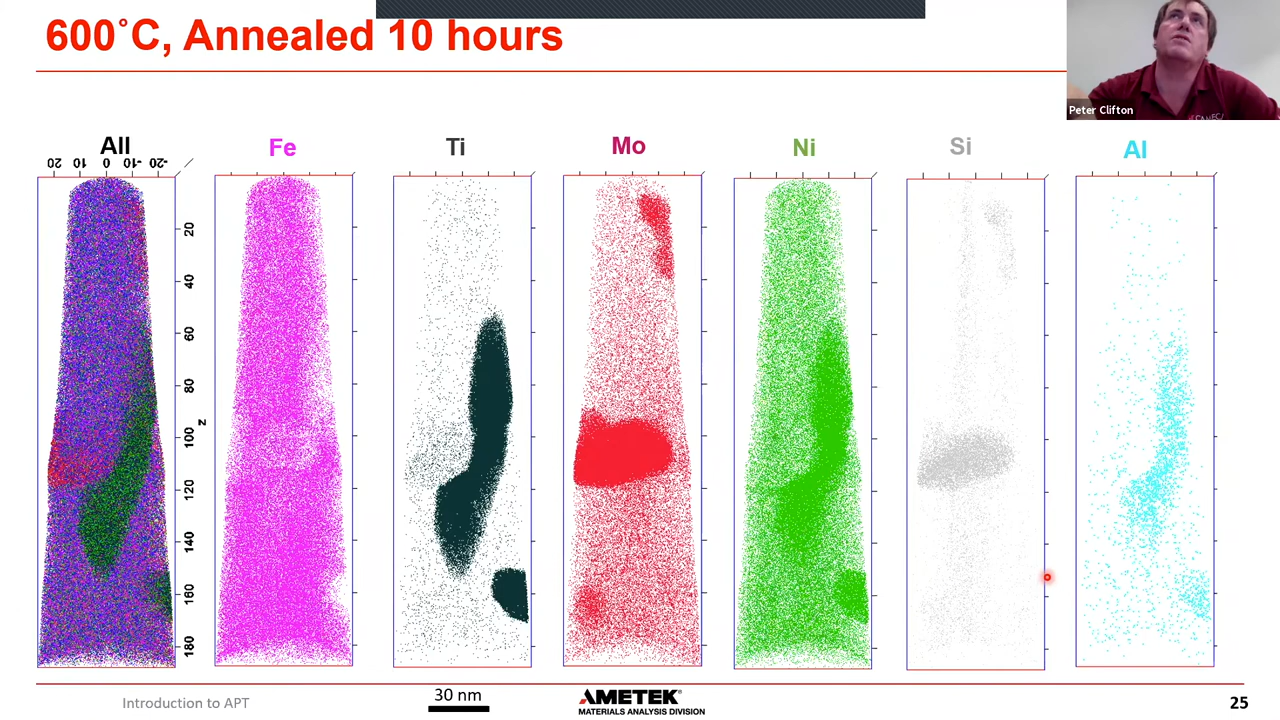 600°C, Annealed 10 hours
Peter Clifton
All
Fe
Ti
Mo
Ni
Si
Al
20 10 0 -10 -20
20
40
60
80
100
z
120
140
160
180
Introduction to APT
30 nm
AMETEK®
MATERIALS ANALYSIS DIVISION
25